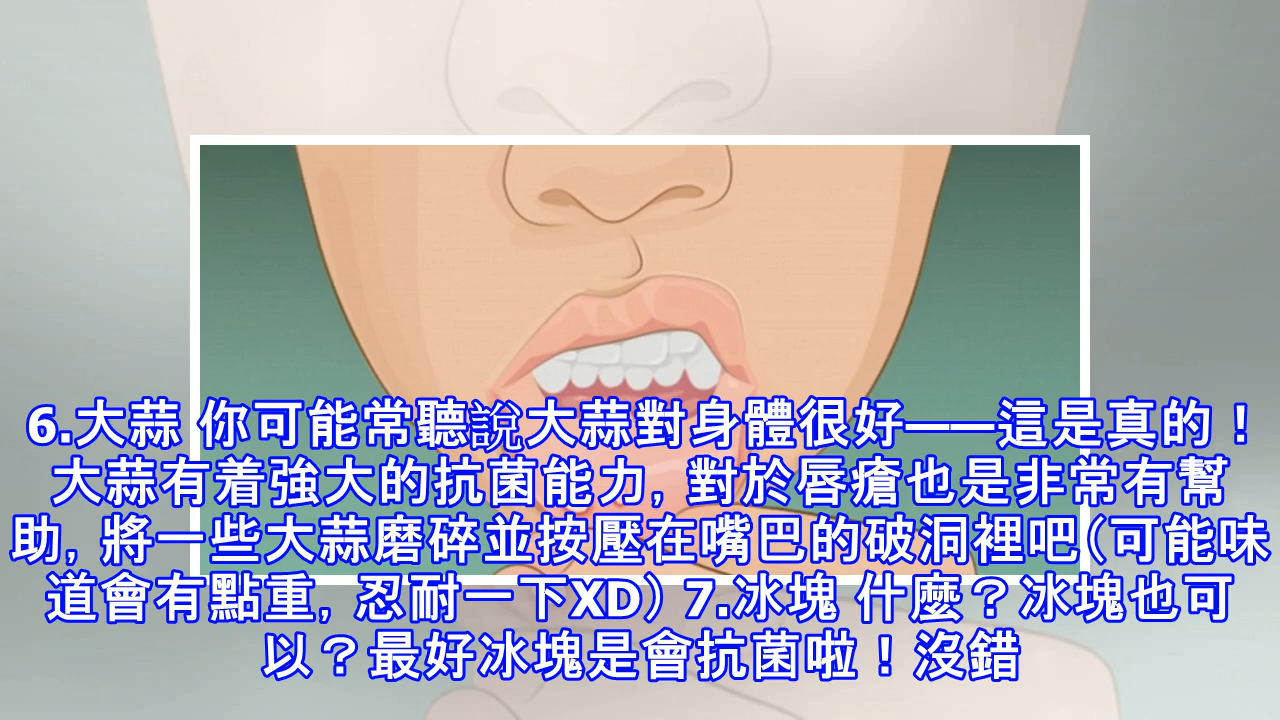 6.大蒜 你可能常聽說大蒜對身體很好——這是真的！
大蒜有着強大的抗菌能力, 對於唇瘡也是非常有幫
助, 將一些大蒜磨碎並按壓在嘴巴的破洞裡吧(可能味
道會有點重, 忍耐一下XD) 7.冰塊 什麼？冰塊也可
以？最好冰塊是會抗菌啦！沒錯